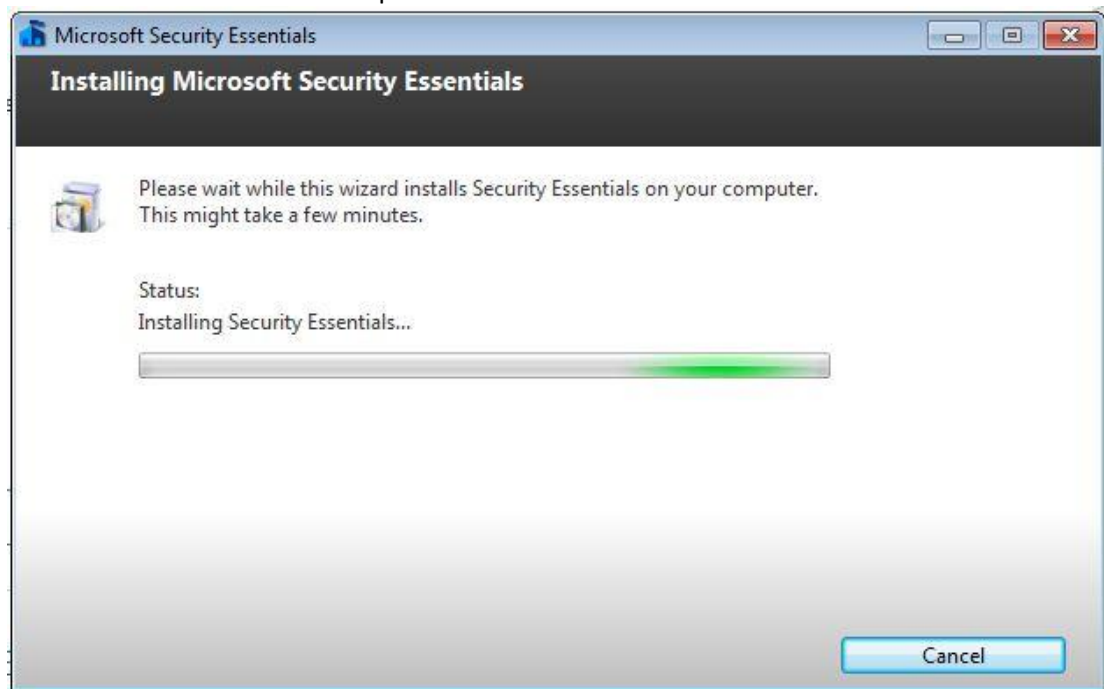 Microsoft Security Essentials
Installing Microsoft Security Essentials
Please wait while this wizard installs Security Essentials on your computer.
This might take a few minutes.
Status:
Installing Security Essentials...
Cancel